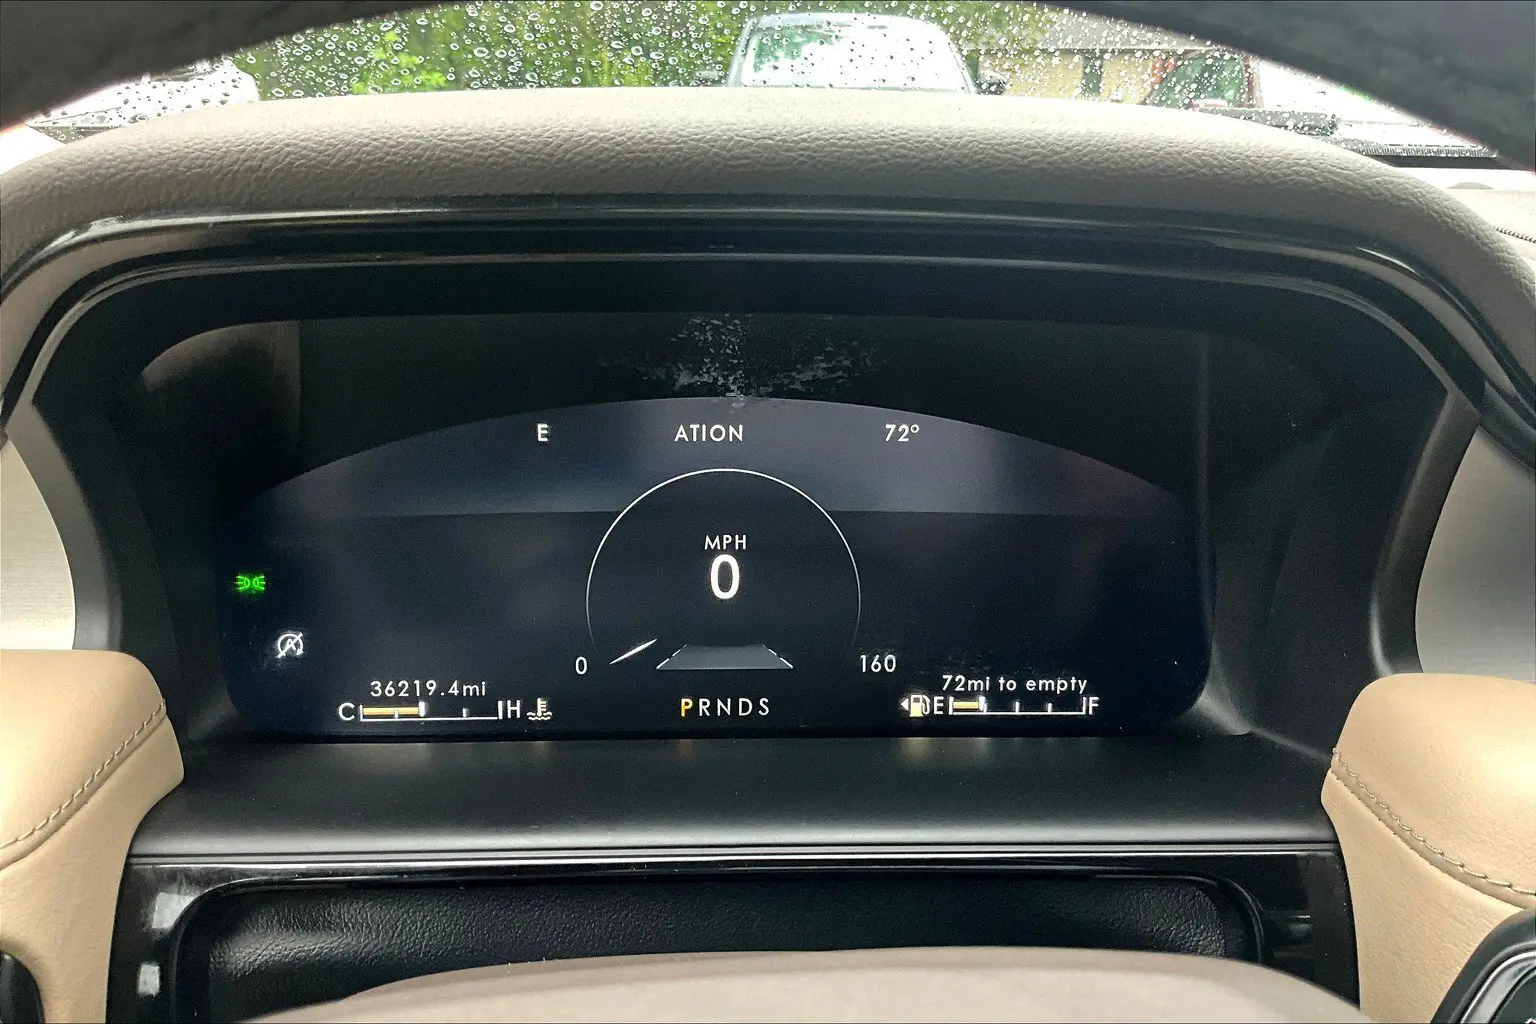 E ATION 72°
MPH
0
0 160
36219.4mi 72mi to empty
C H E F
PRNDS